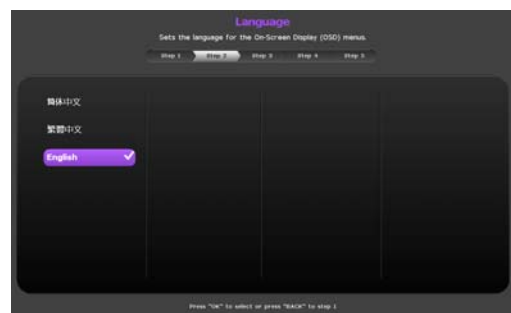 Language
Sets the language for the On-Screen Display (OSD) menus.
Step 1 Step 2 Step 3 Step 4 Step 5
简体中文
繁體中文
English
Press "OK" to select or press "BACK" to step 1